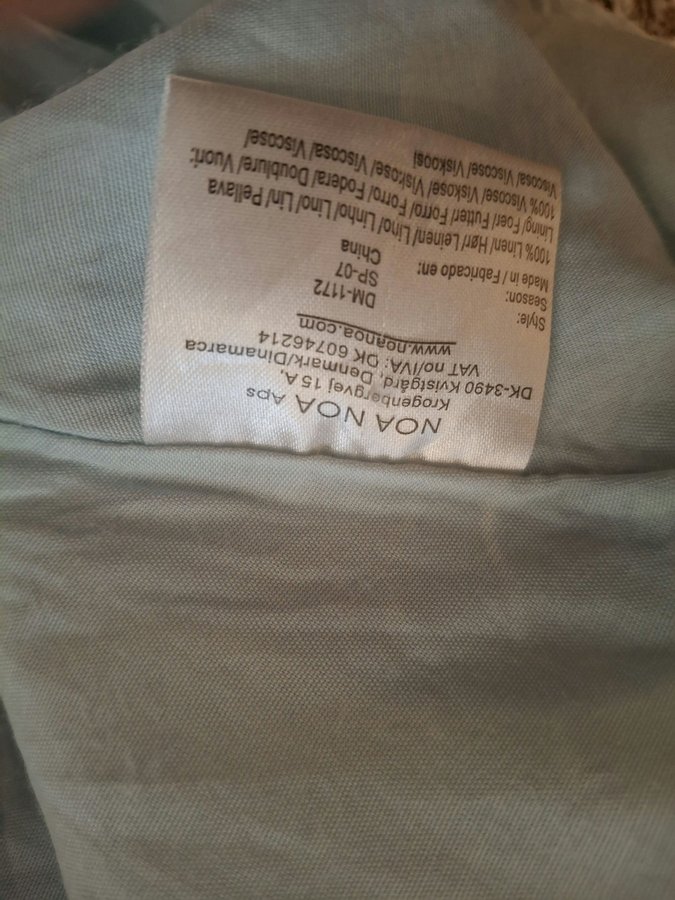 NOA NOA Aps
Krogenbergvej 15 A,
DK-3490 Kvistgård, Denmark/Dinamarca
VAT no/IVA: DK 60746214
www.noanoa.com
Style: DM-1172
Season: SP-07
Made in / Fabricado en: China
100% Linen/ Hør/ Leinen/ Lino/ Linho/ Lino/ Lin/ Pellava
Lining/ Foer/ Futter/ Forro/ Forro/ Fodera/ Doublure/ Vuori:
100% Viscose/ Viskose/ Viskose/ Viscosa/ Viscose/
Viscosa/ Viscose/ Viskoosi